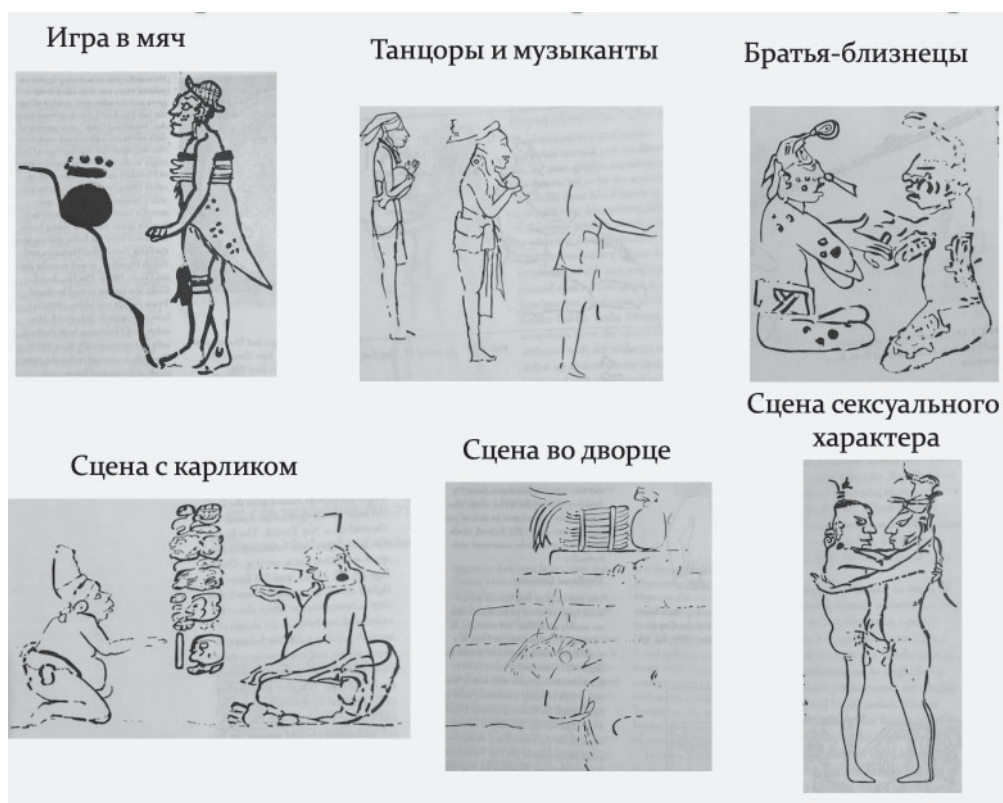 Игра в мяч
Танцоры и музыканты
Братья-близнецы
Сцена с карликом
Сцена во дворце
Сцена сексуального
характера